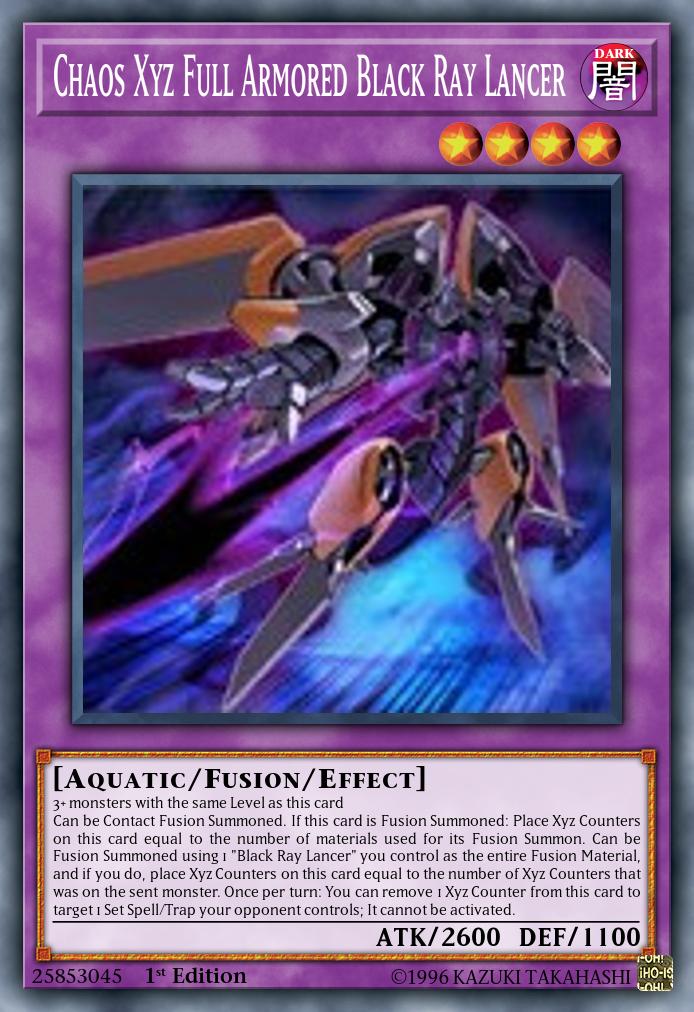 Chaos Xyz Full Armored Black Ray Lancer
DARK
闇
[Aquatic/Fusion/Effect]
3+ monsters with the same Level as this card
Can be Contact Fusion Summoned. If this card is Fusion Summoned: Place Xyz Counters
on this card equal to the number of materials used for its Fusion Summon. Can be
Fusion Summoned using 1 "Black Ray Lancer" you control as the entire Fusion Material,
and if you do, place Xyz Counters on this card equal to the number of Xyz Counters that
was on the sent monster. Once per turn: You can remove 1 Xyz Counter from this card to
target 1 Set Spell/Trap your opponent controls; It cannot be activated.
ATK/2600 DEF/1100
25853045 1st Edition ©1996 KAZUKI TAKAHASHI